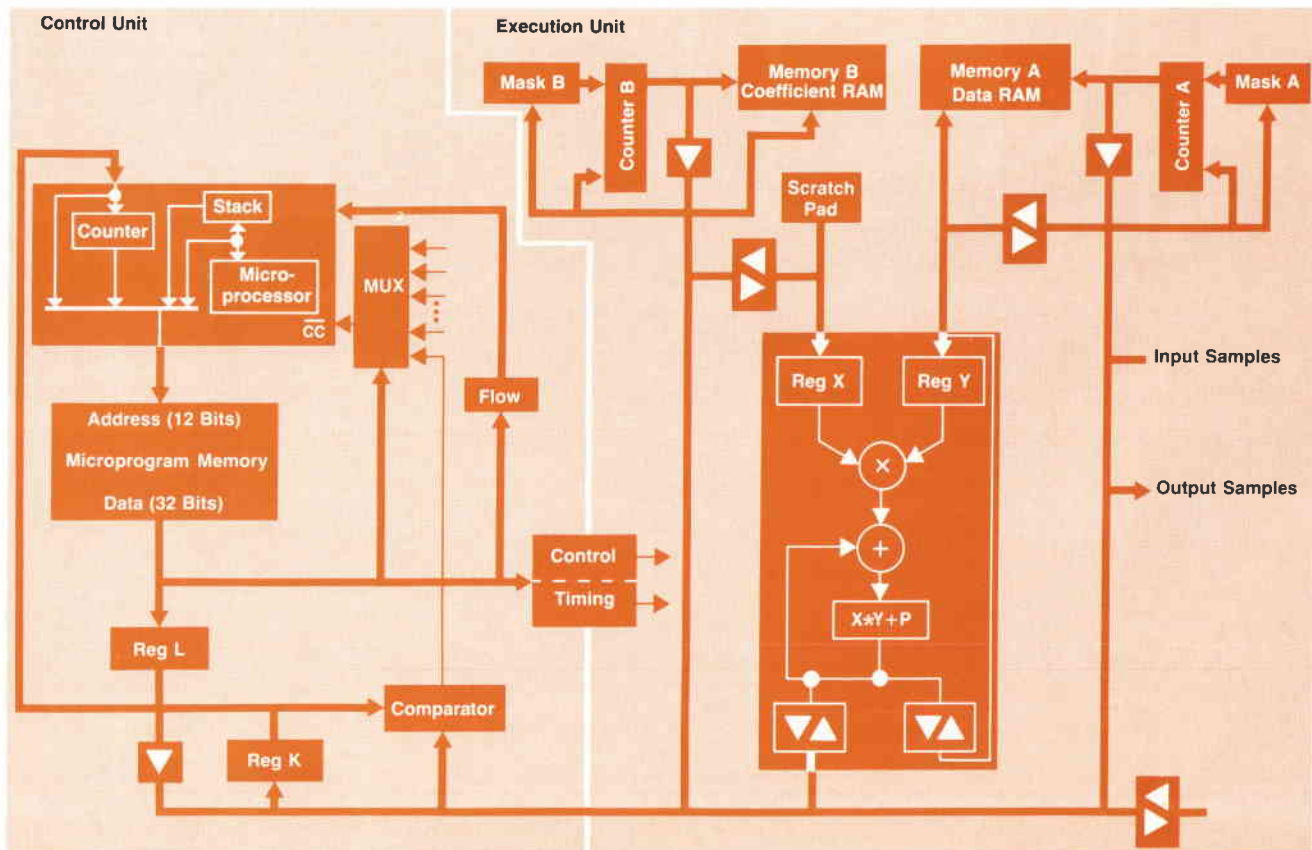 Control Unit
Execution Unit
Mask B
Counter B
Memory B
Coefficient RAM
Memory A
Data RAM
Counter A
Mask A
Scratch
Pad
Stack
Counter
Micro-
processor
MUX
CC
Reg X
Reg Y
Input Samples
Flow
Address (12 Bits)
Microprogram Memory
Data (32 Bits)
×
Output Samples
+
Control
Timing
X*Y+P
Reg L
Comparator
Reg K